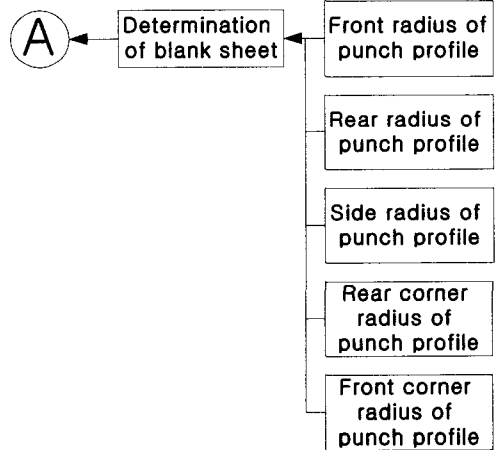 A
Determination
of blank sheet
Front radius of
punch profile
Rear radius of
punch profile
Side radius of
punch profile
Rear corner
radius of
punch profile
Front corner
radius of
punch profile